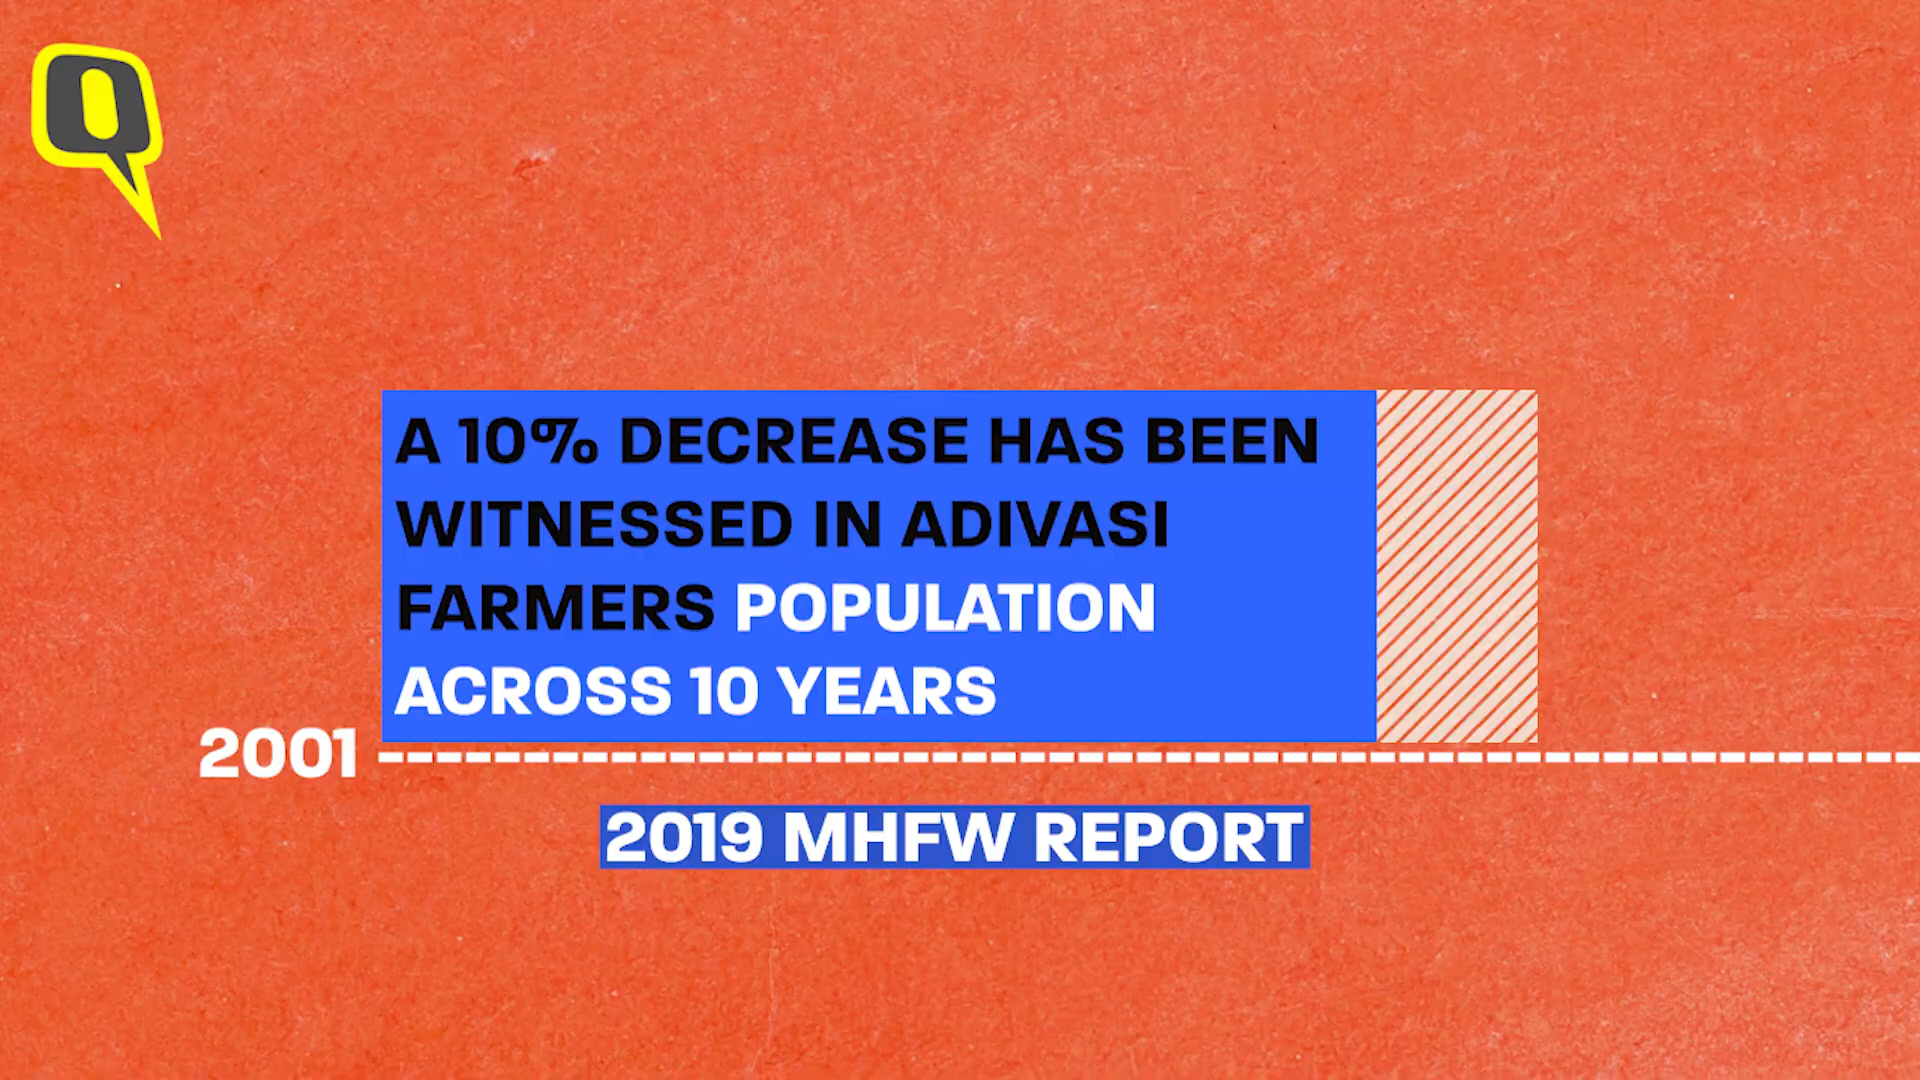 Q
A 10% DECREASE HAS BEEN
WITNESSED IN ADIVASI
FARMERS POPULATION
ACROSS 10 YEARS
2001
2019 MHFW REPORT